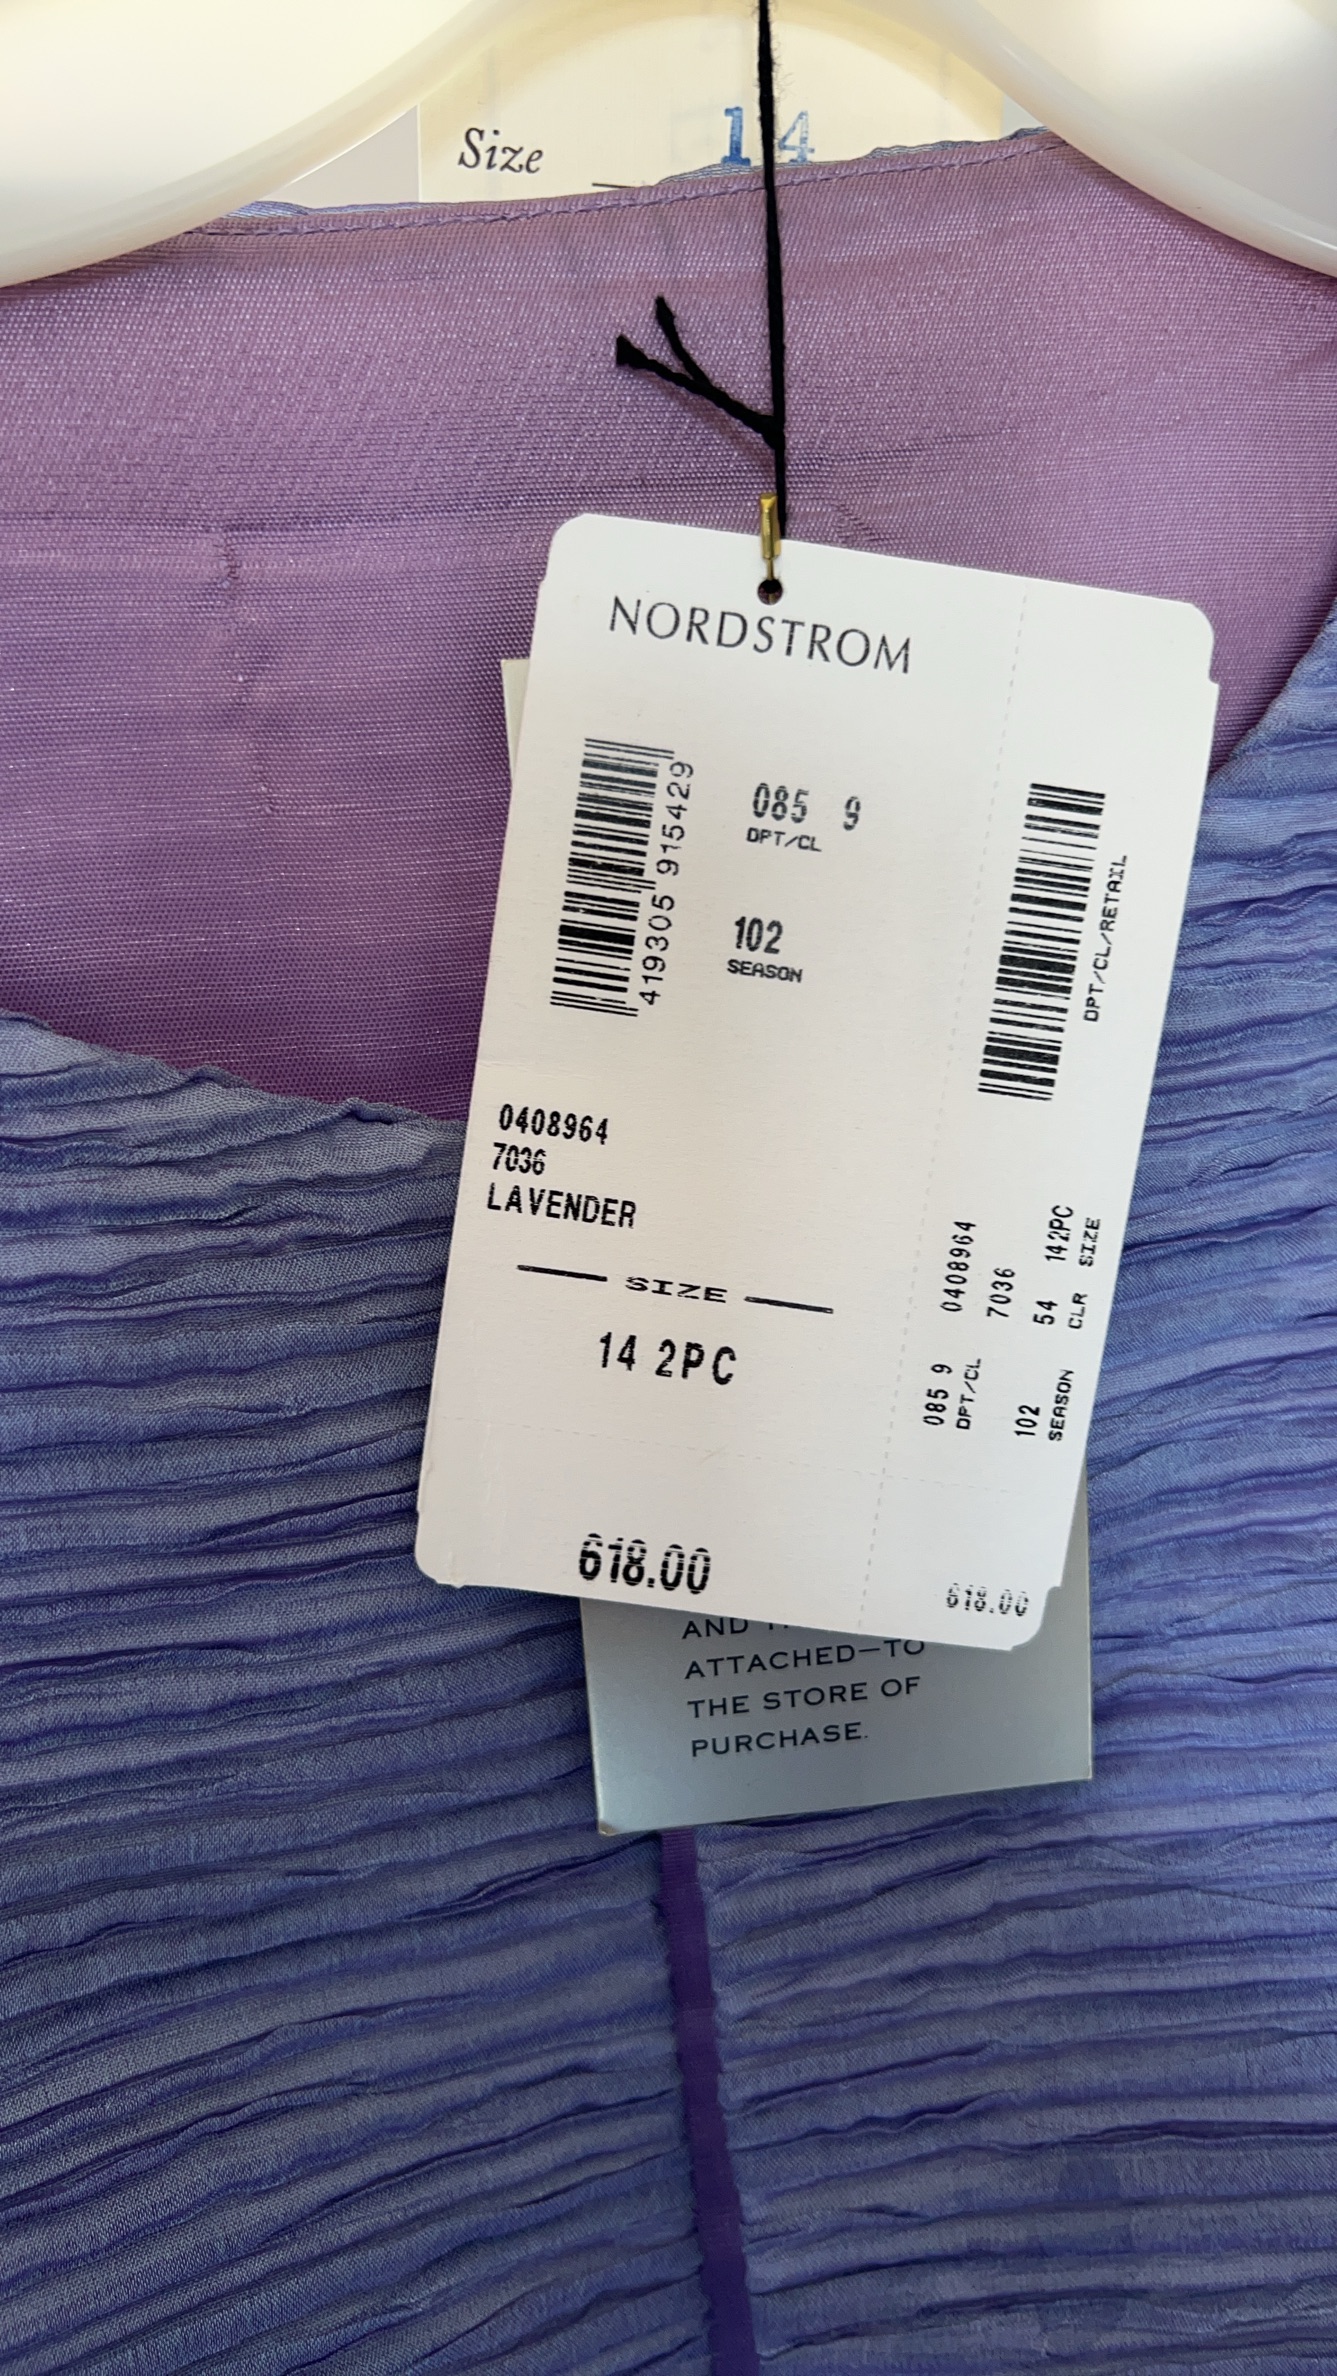 Size 14
NORDSTROM
419305 915429
085 9
DPT/CL
102
SEASON
DPT/CL/RETAIL
0408964
7036
LAVENDER
SIZE
14 2PC
618.00
085 9 0408964
DPT/CL 7036
102 54 142PC
SEASON CLR SIZE
618.00
AND
ATTACHED—TO
THE STORE OF
PURCHASE.